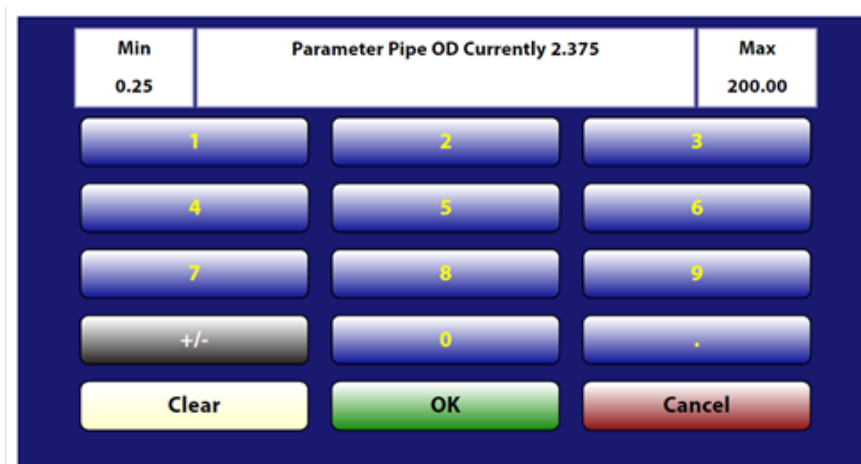 Min
Parameter Pipe OD Currently 2.375
Max
0.25
200.00
1
2
3
4
5
6
7
8
9
+/-
0
.
Clear
OK
Cancel